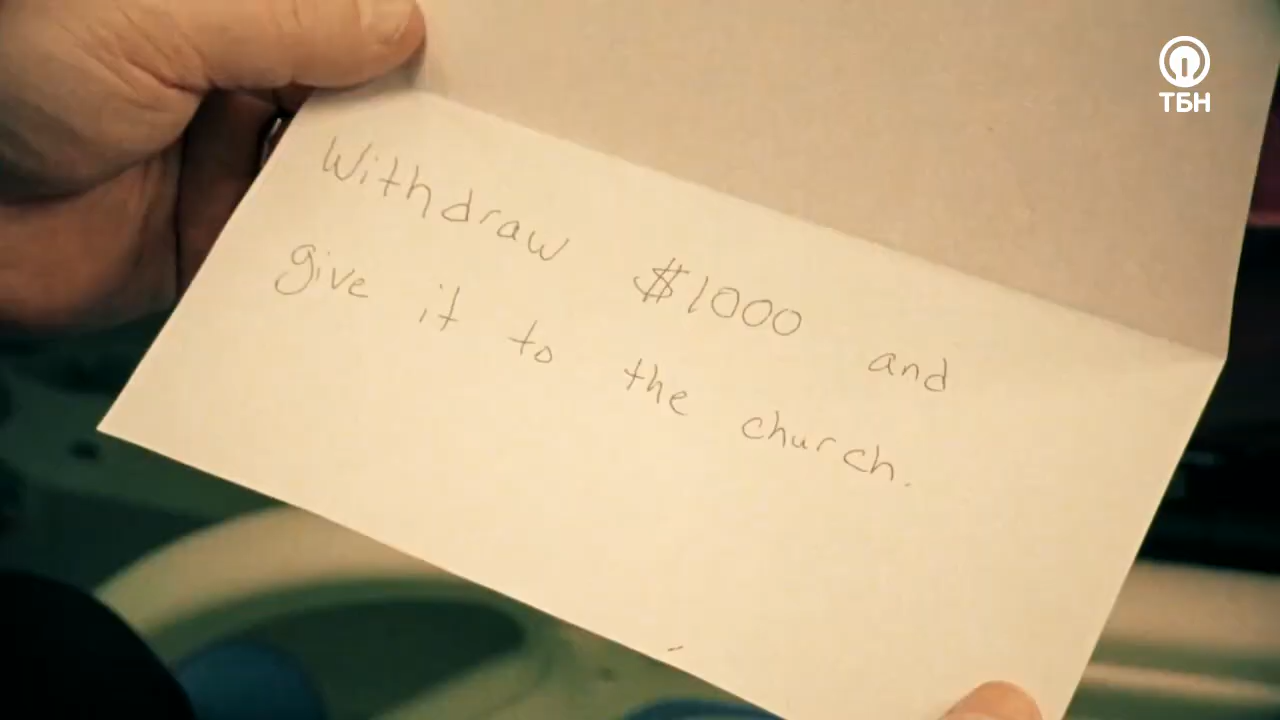 ТБН
Withdraw $1000 and
give it to the church.